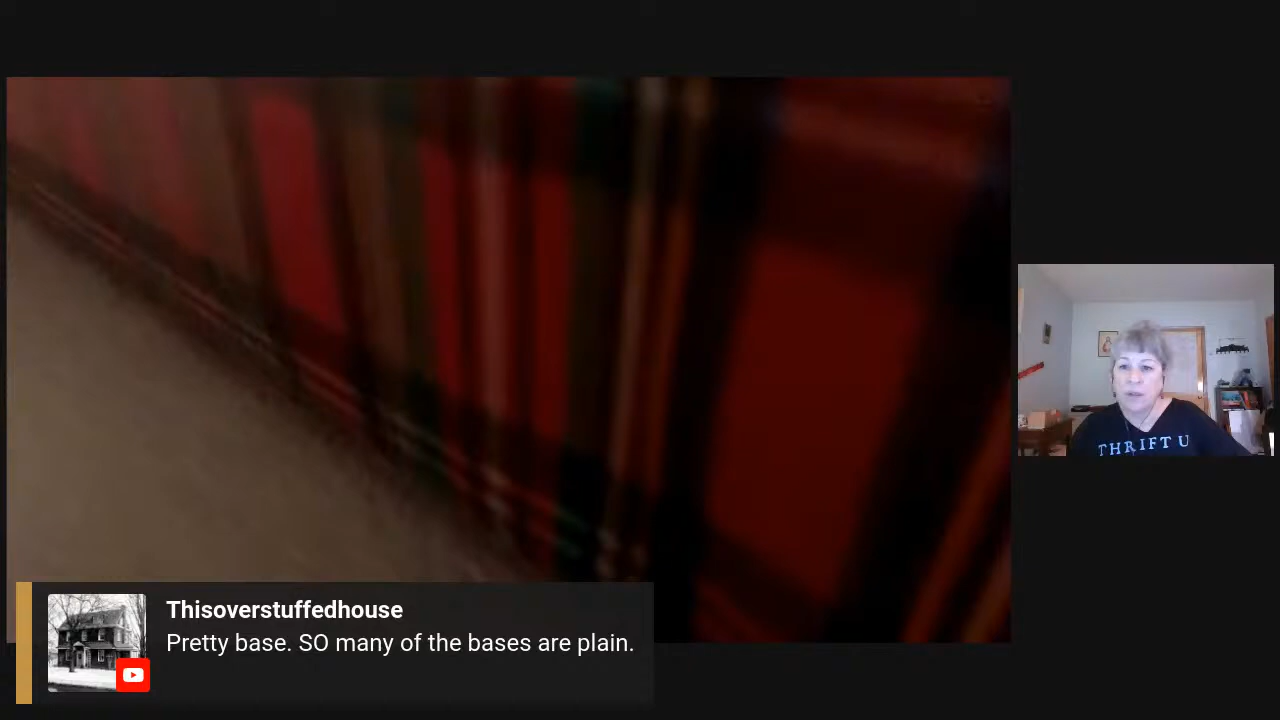 THRIFT U
Thisoverstuffedhouse
Pretty base. SO many of the bases are plain.